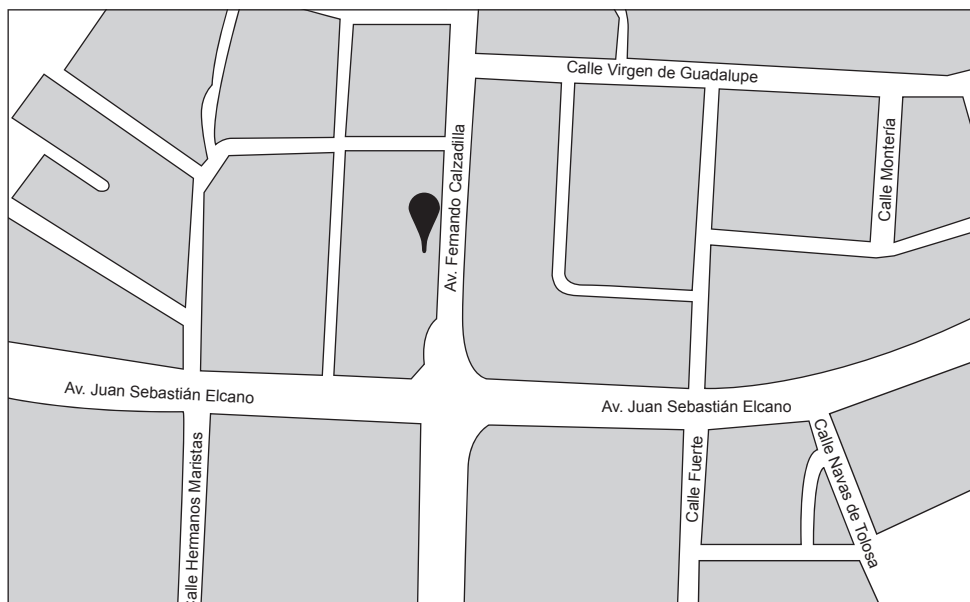 Calle Virgen de Guadalupe
Av. Fernando Calzadilla
Calle Montería
Av. Juan Sebastián Elcano
Av. Juan Sebastián Elcano
Calle Hermanos Maristas
Calle Fuerte
Calle Navas de Tolosa